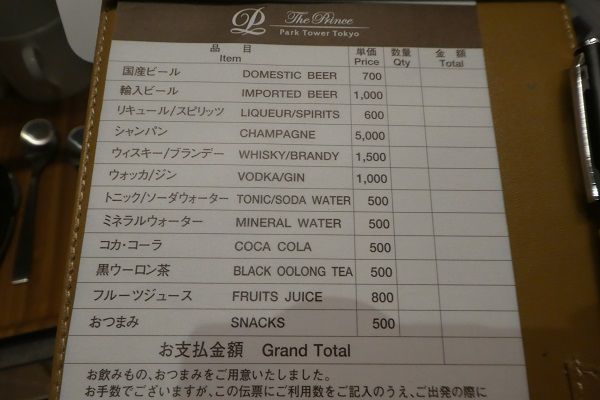 The Prince
Park Tower Tokyo
品 目 Item 単価 Price 数量 Qty 金 額 Total
国産ビール DOMESTIC BEER 700
輸入ビール IMPORTED BEER 1,000
リキュール/スピリッツ LIQUEUR/SPIRITS 600
シャンパン CHAMPAGNE 5,000
ウィスキー/ブランデー WHISKY/BRANDY 1,500
ウォッカ/ジン VODKA/GIN 1,000
トニック/ソーダウォーター TONIC/SODA WATER 500
ミネラルウォーター MINERAL WATER 500
コカ・コーラ COCA COLA 500
黒ウーロン茶 BLACK OOLONG TEA 500
フルーツジュース FRUITS JUICE 800
おつまみ SNACKS 500
お支払金額 Grand Total
お飲みもの、おつまみをご用意いたしました。
お手数でございますが、この伝票にご利用数をご記入のうえ、ご出発の際に